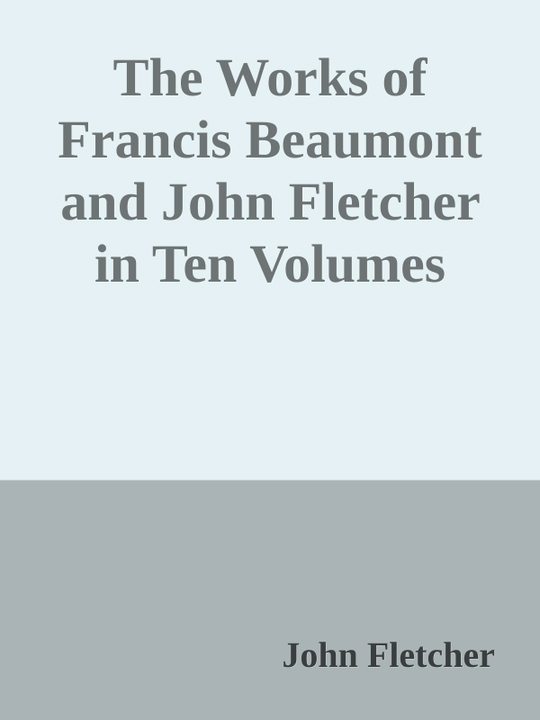 The Works of
Francis Beaumont
and John Fletcher
in Ten Volumes
John Fletcher